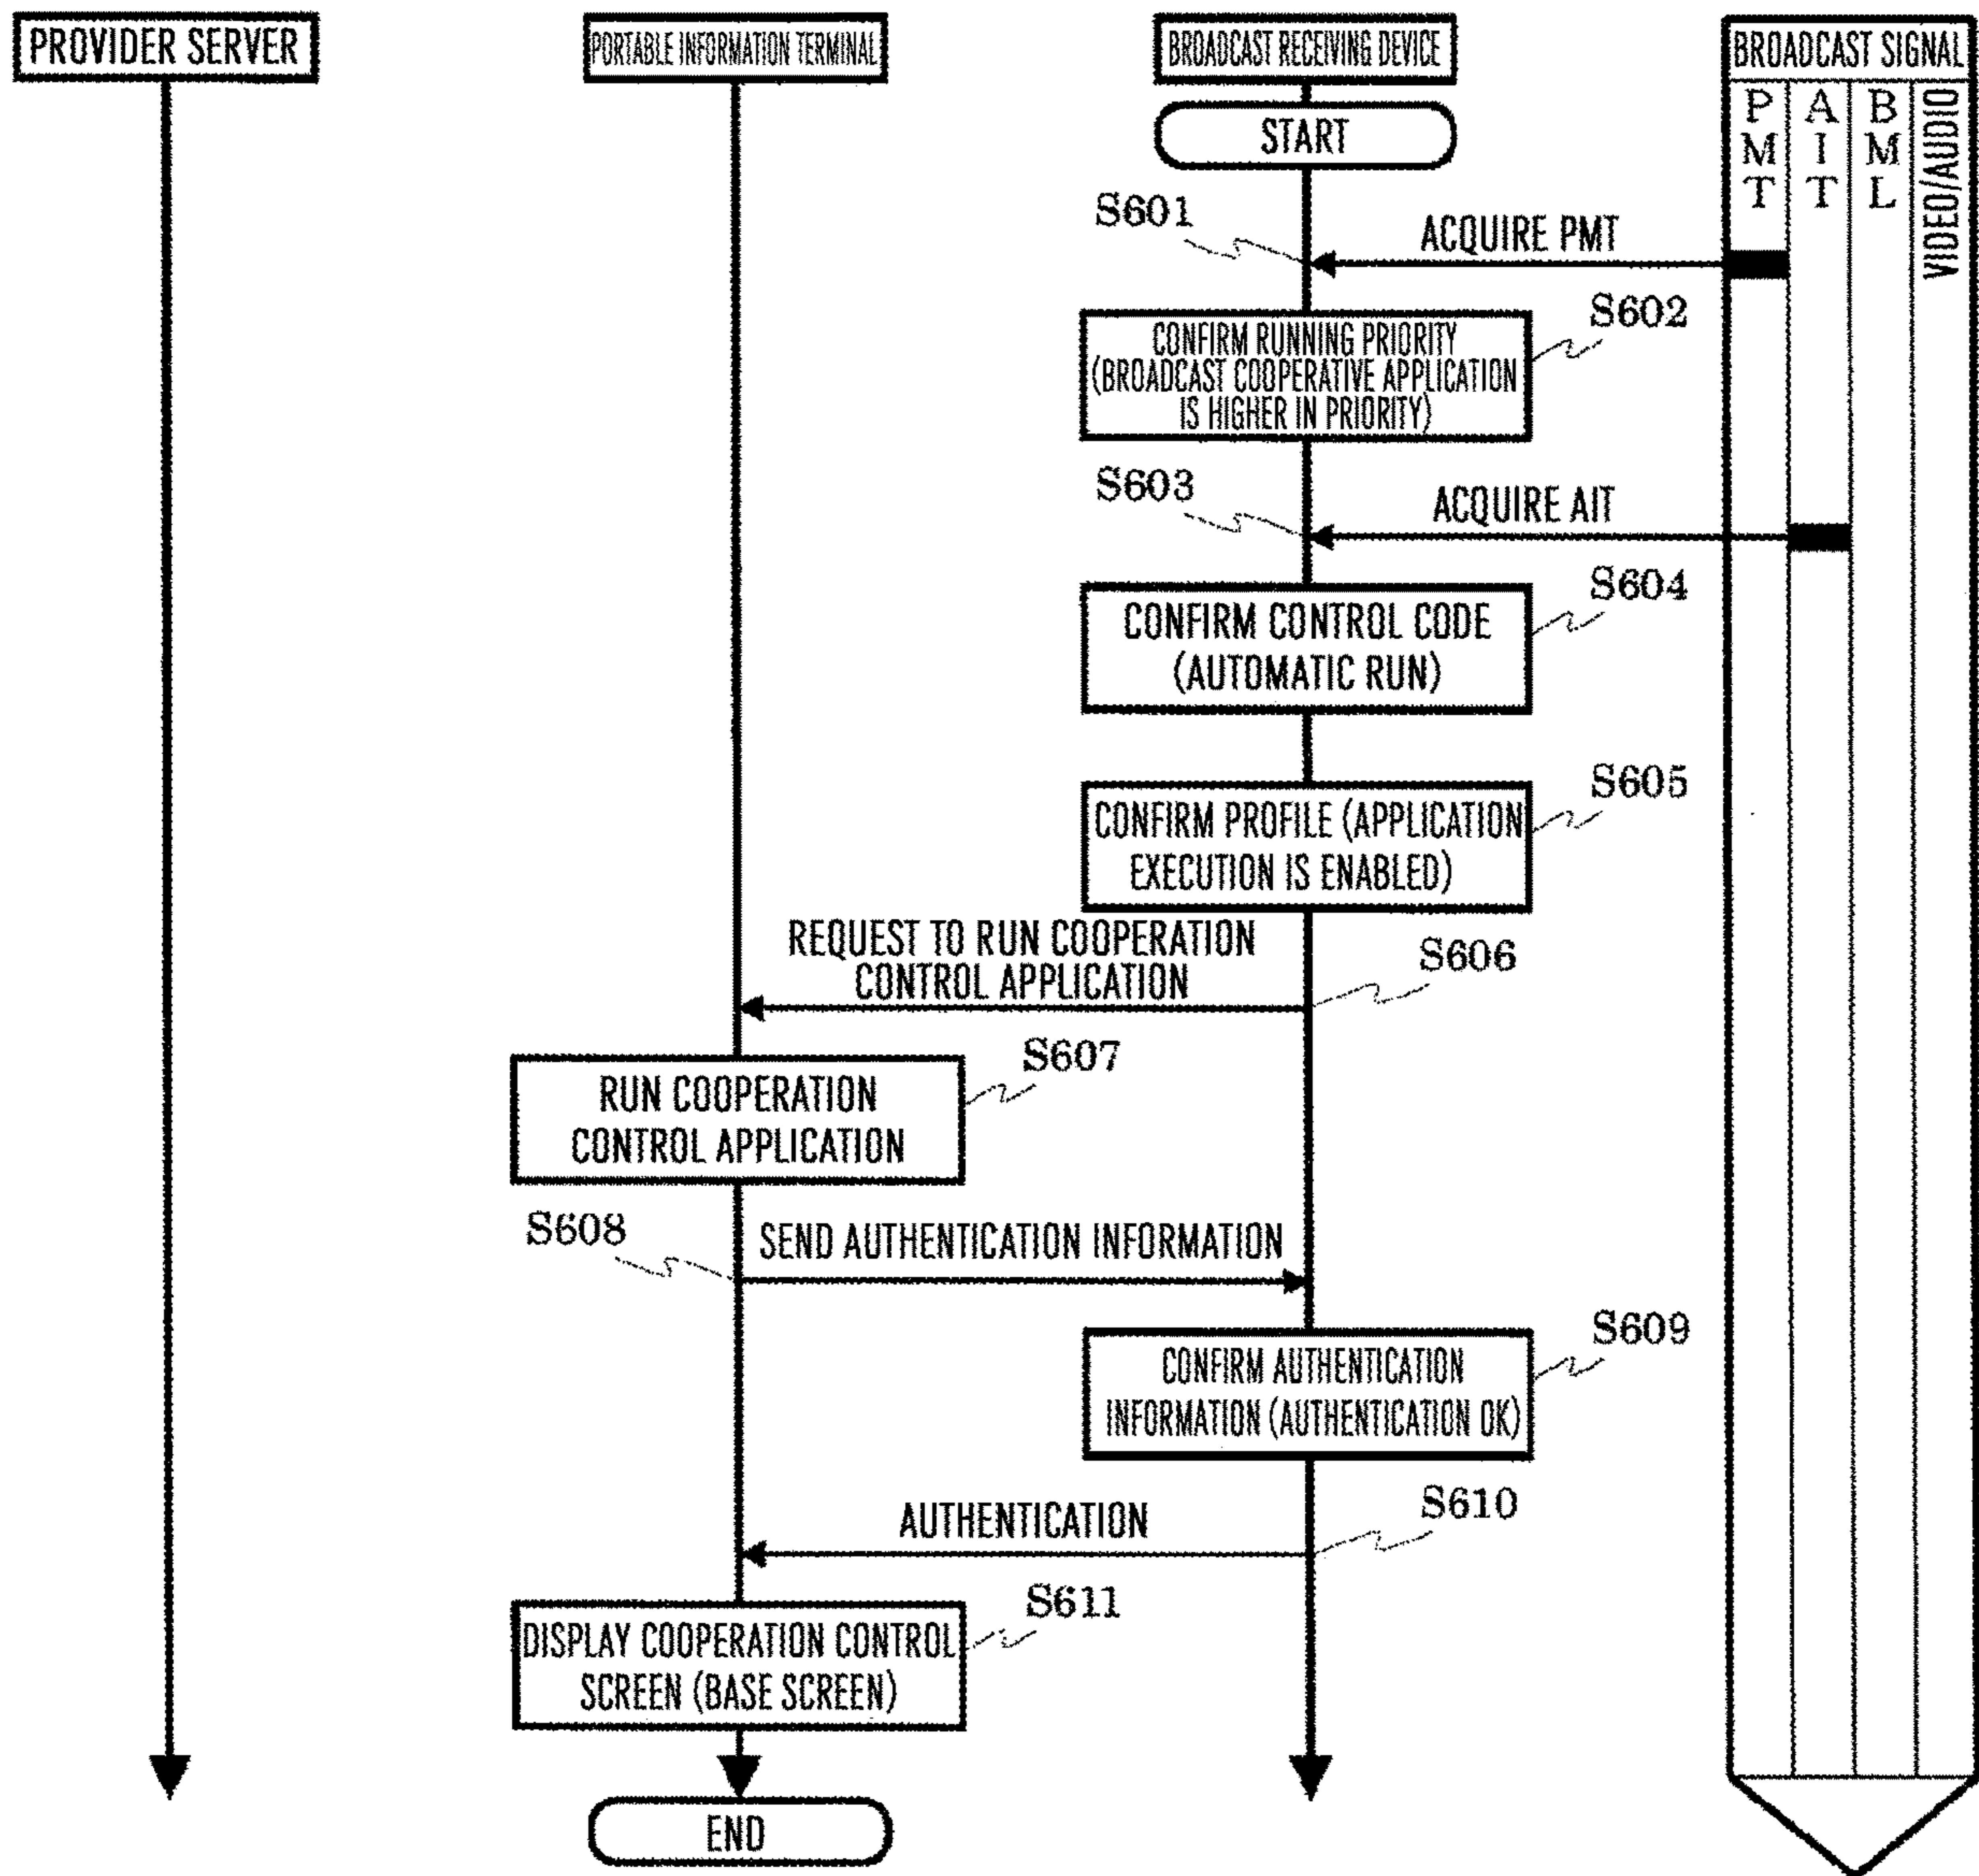 PROVIDER SERVER
PORTABLE INFORMATION TERMINAL
BROADCAST RECEIVING DEVICE
BROADCAST SIGNAL
PMT
AIT
BML
VIDEO/AUDIO
START
S601
ACQUIRE PMT
S602
CONFIRM RUNNING PRIORITY
(BROADCAST COOPERATIVE APPLICATION
IS HIGHER IN PRIORITY)
S603
ACQUIRE AIT
S604
CONFIRM CONTROL CODE
(AUTOMATIC RUN)
S605
CONFIRM PROFILE (APPLICATION
EXECUTION IS ENABLED)
REQUEST TO RUN COOPERATION
CONTROL APPLICATION
S606
S607
RUN COOPERATION
CONTROL APPLICATION
S608
SEND AUTHENTICATION INFORMATION
S609
CONFIRM AUTHENTICATION
INFORMATION (AUTHENTICATION OK)
AUTHENTICATION
S610
S611
DISPLAY COOPERATION CONTROL
SCREEN (BASE SCREEN)
END